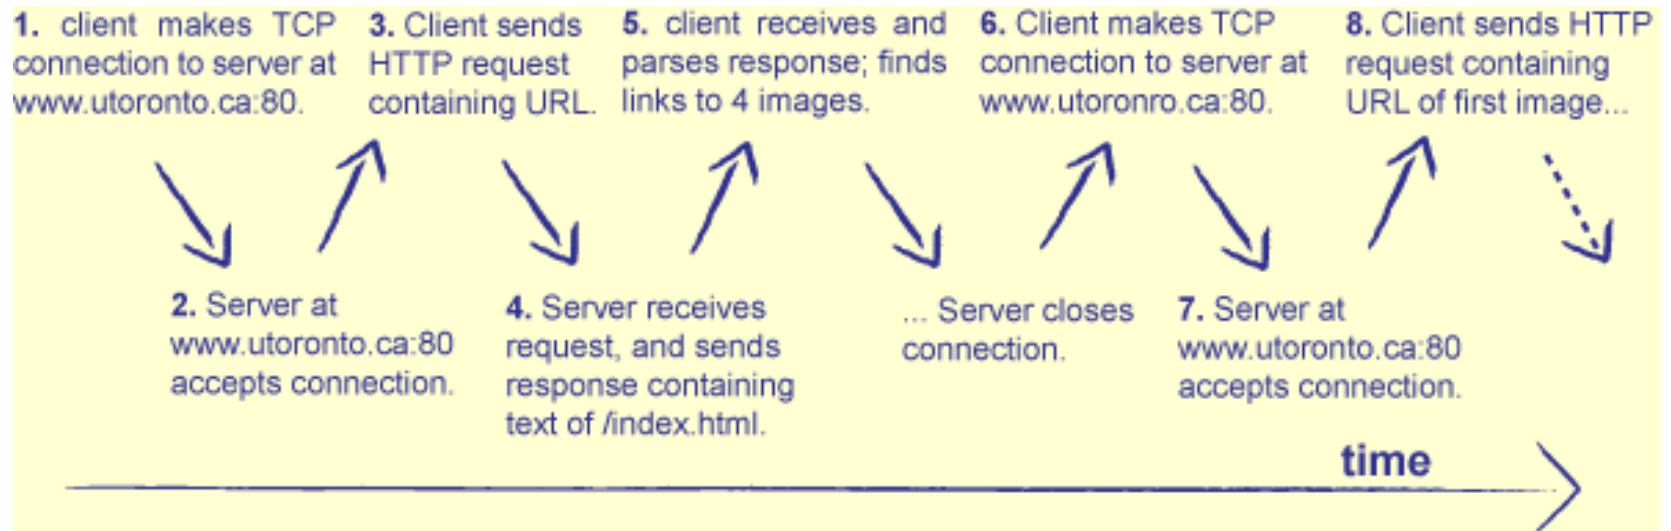 1. client makes TCP
connection to server at
www.utoronto.ca:80.
3. Client sends
HTTP request
containing URL.
5. client receives and
parses response; finds
links to 4 images.
6. Client makes TCP
connection to server at
www.utoronro.ca:80.
8. Client sends HTTP
request containing
URL of first image...
2. Server at
www.utoronto.ca:80
accepts connection.
4. Server receives
request, and sends
response containing
text of /index.html.
... Server closes
connection.
7. Server at
www.utoronto.ca:80
accepts connection.
time